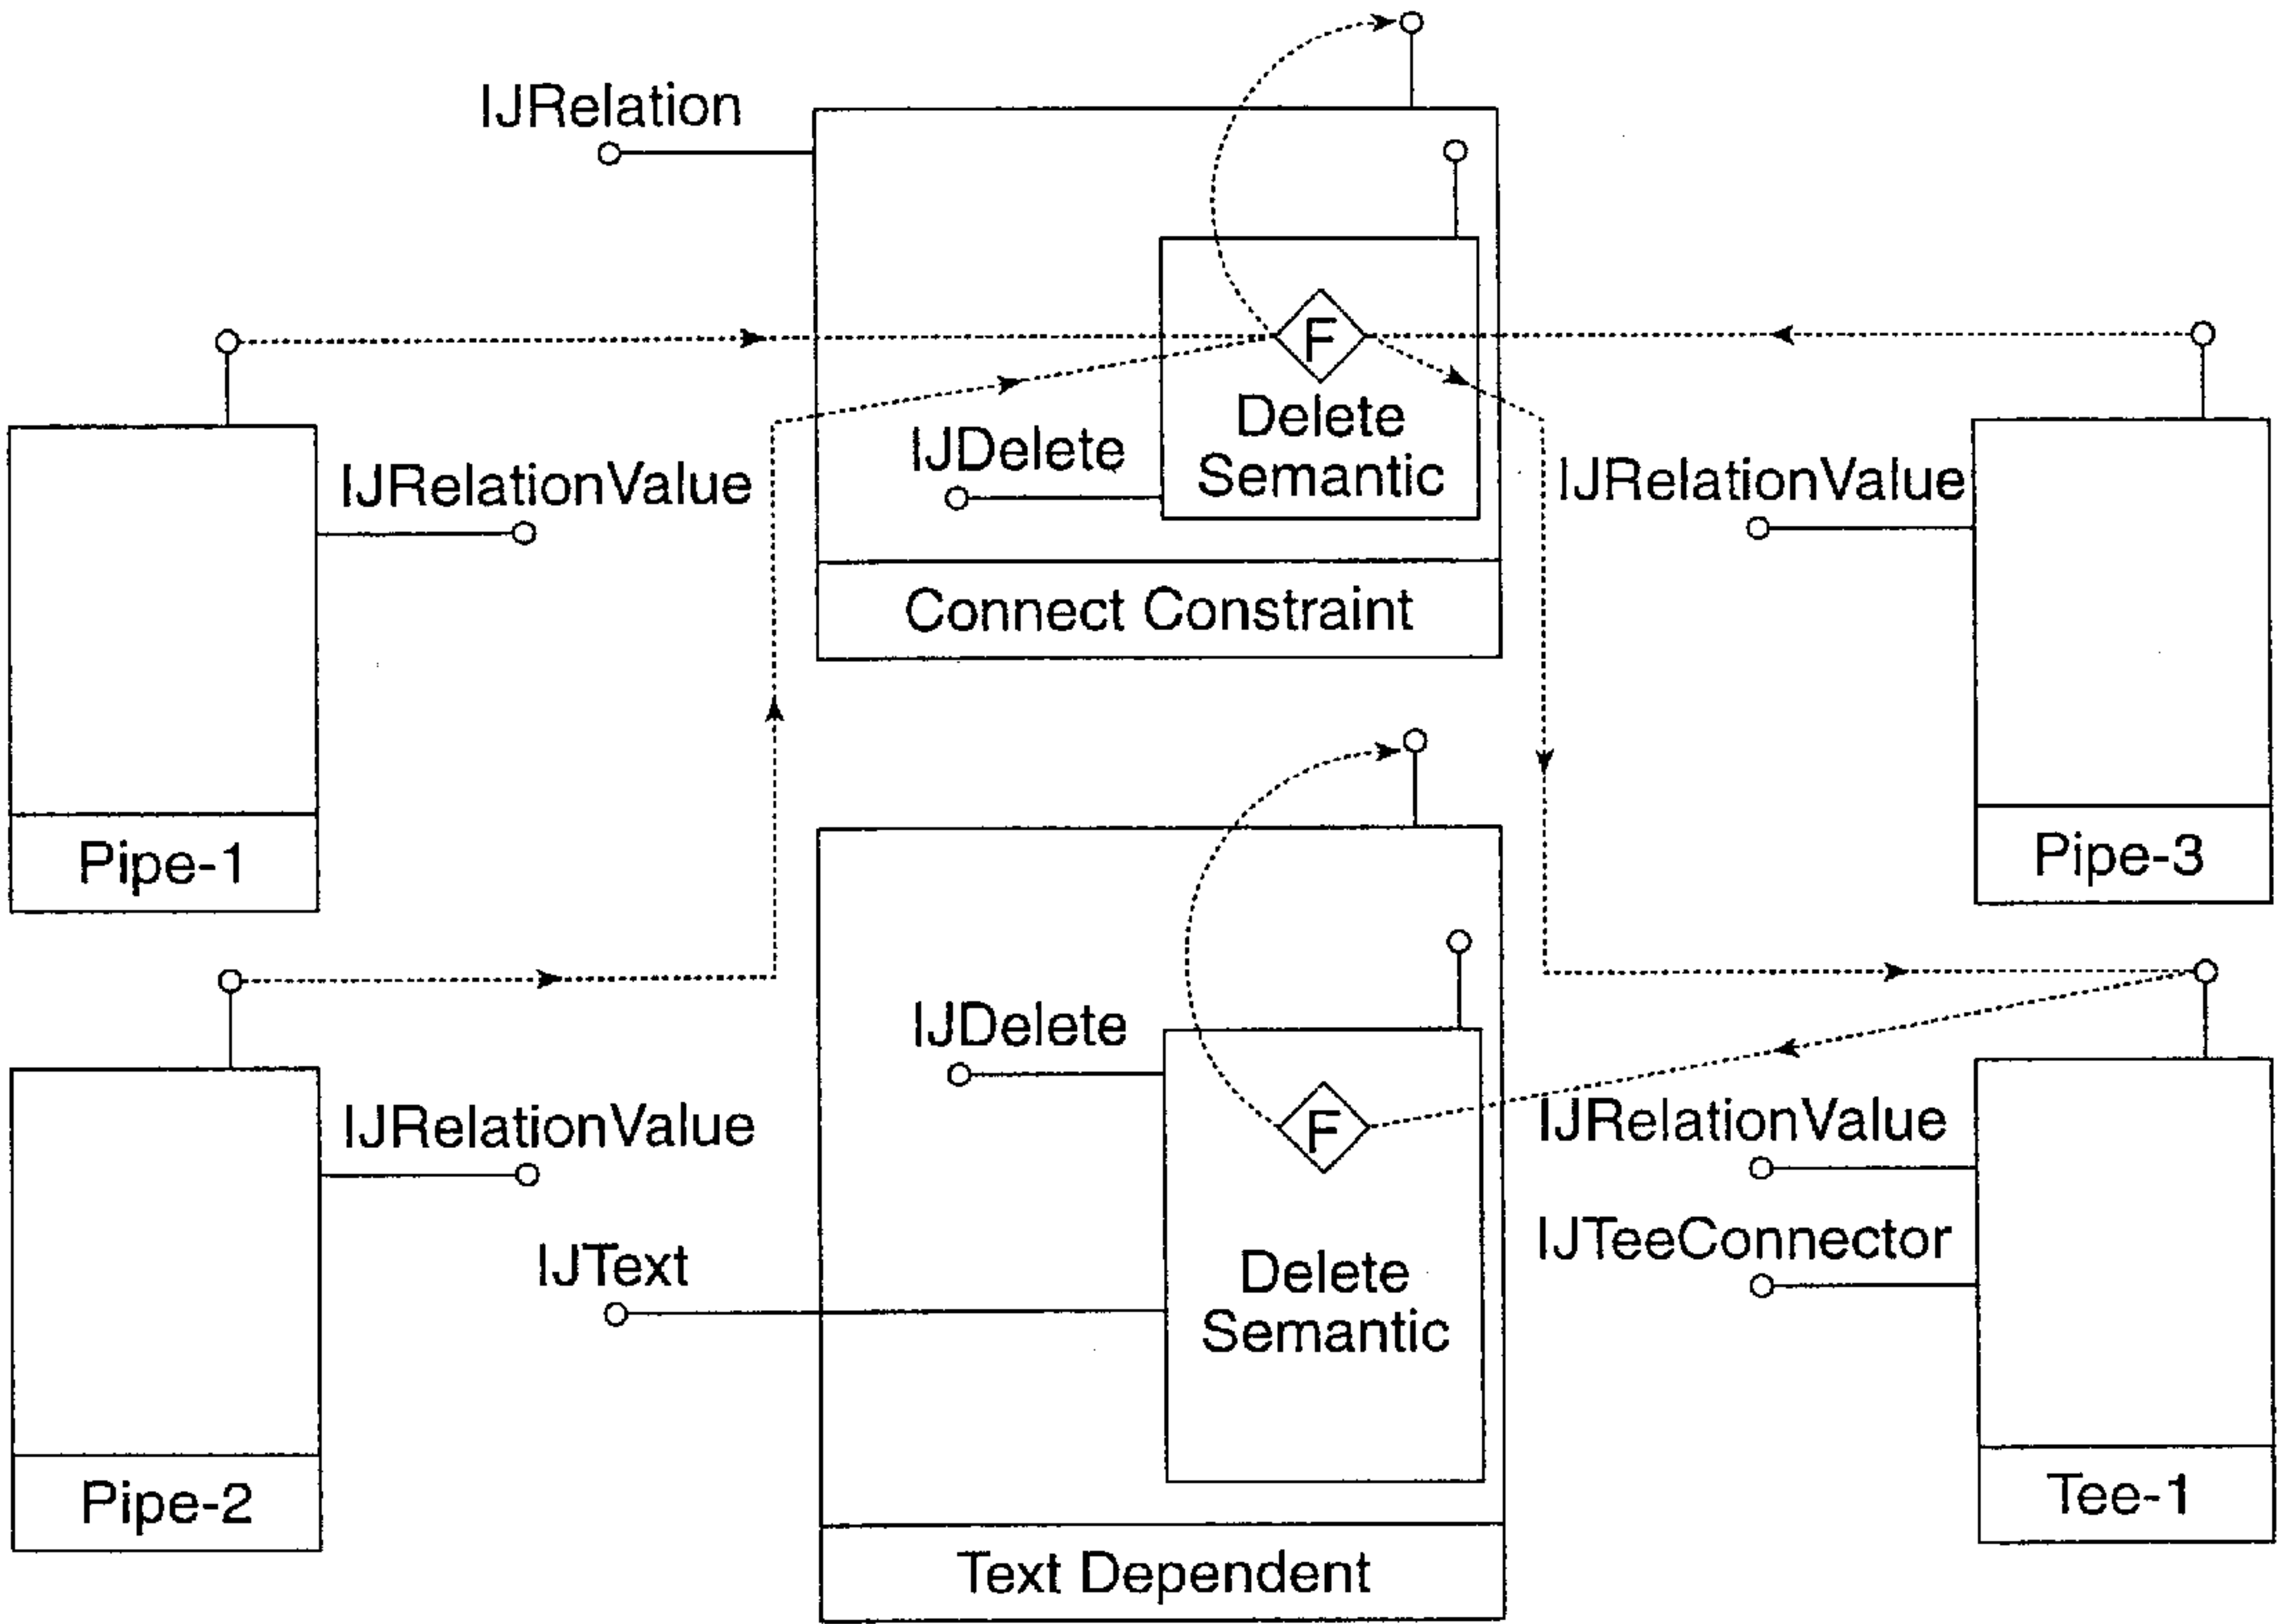 IJRelation
F
Delete
Semantic
IJDelete
IJRelationValue
IJRelationValue
Connect Constraint
Pipe-1
Pipe-3
IJDelete
F
IJRelationValue
IJRelationValue
IJTeeConnector
IJText
Delete
Semantic
Pipe-2
Tee-1
Text Dependent